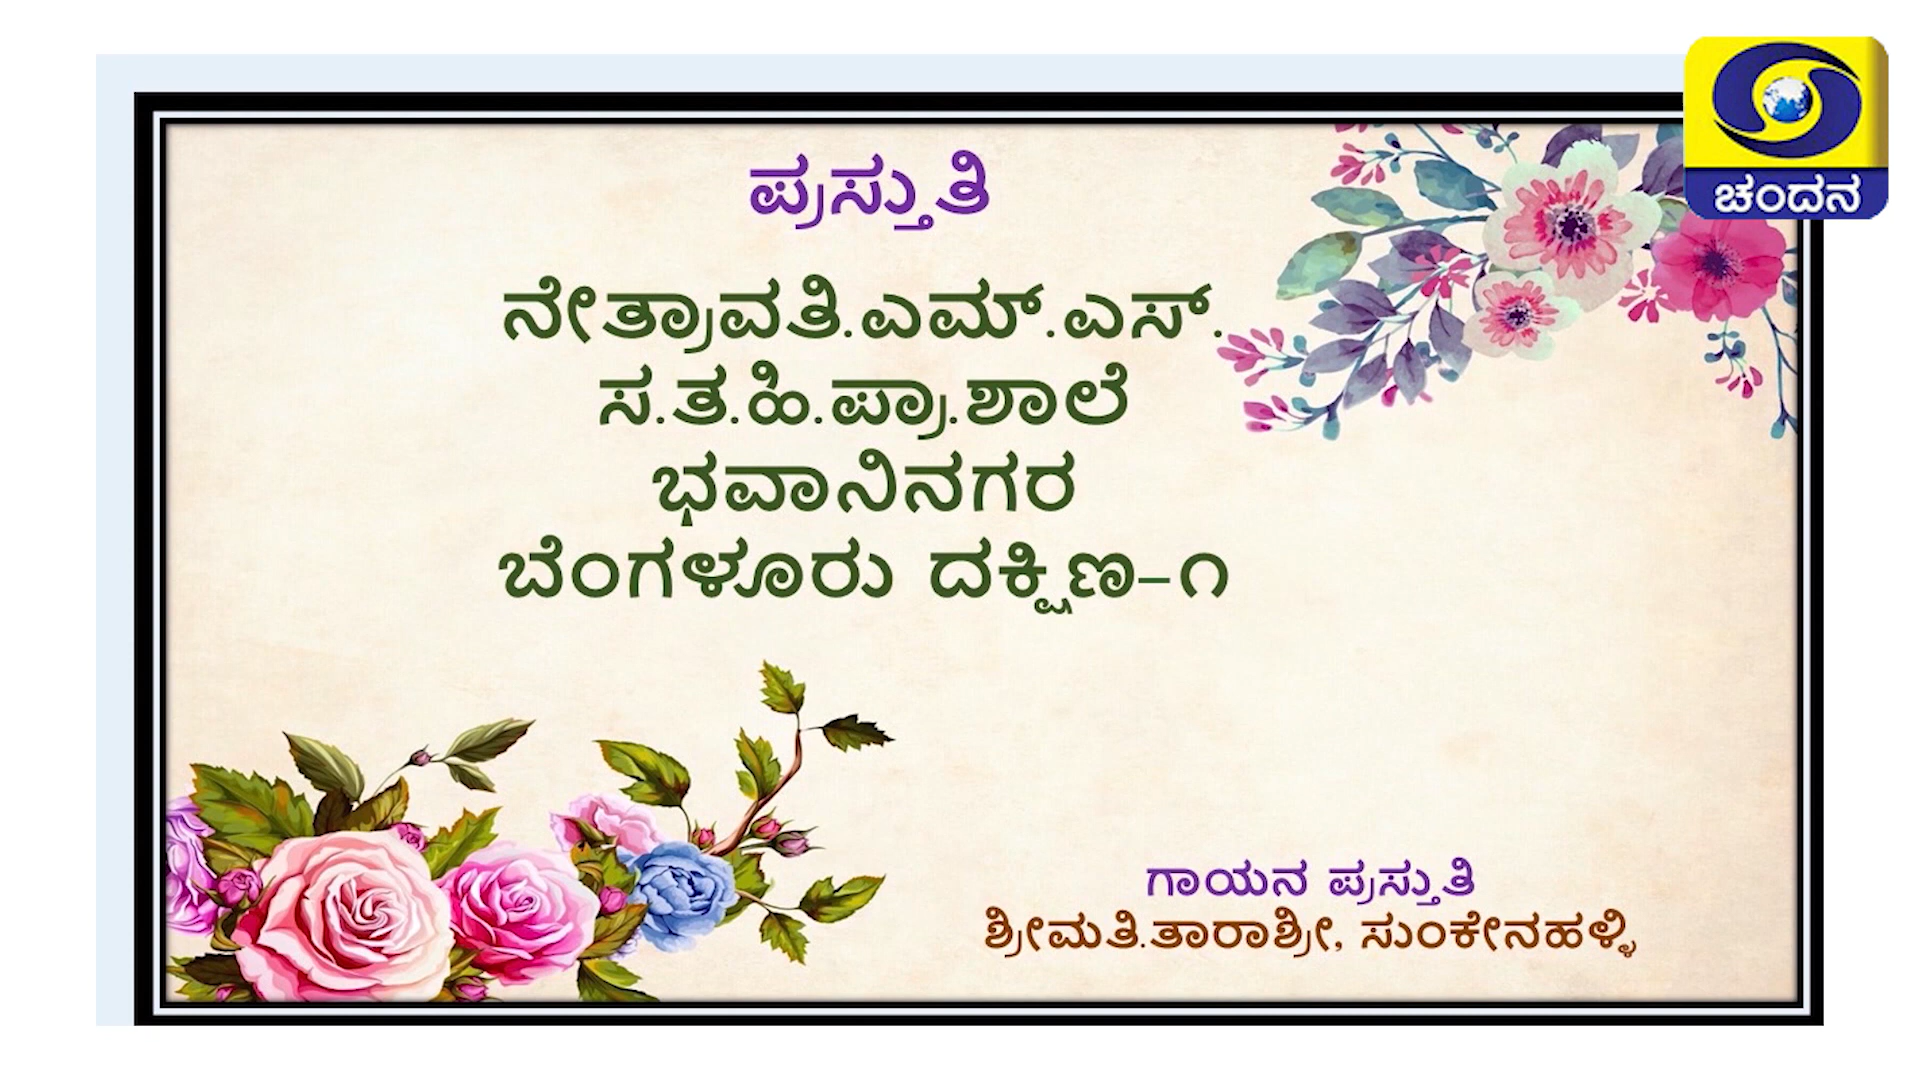 ಚಂದನ
ಪ್ರಸ್ತುತಿ
ನೇತ್ರಾವತಿ.ಎಮ್.ಎಸ್.
ಸ.ತ.ಹಿ.ಪ್ರಾ.ಶಾಲೆ
ಭವಾನಿನಗರ
ಬೆಂಗಳೂರು ದಕ್ಷಿಣ-೧
ಗಾಯನ ಪ್ರಸ್ತುತಿ
ಶ್ರೀಮತಿ.ತಾರಾಶ್ರೀ, ಸುಂಕೇನಹಳ್ಳಿ